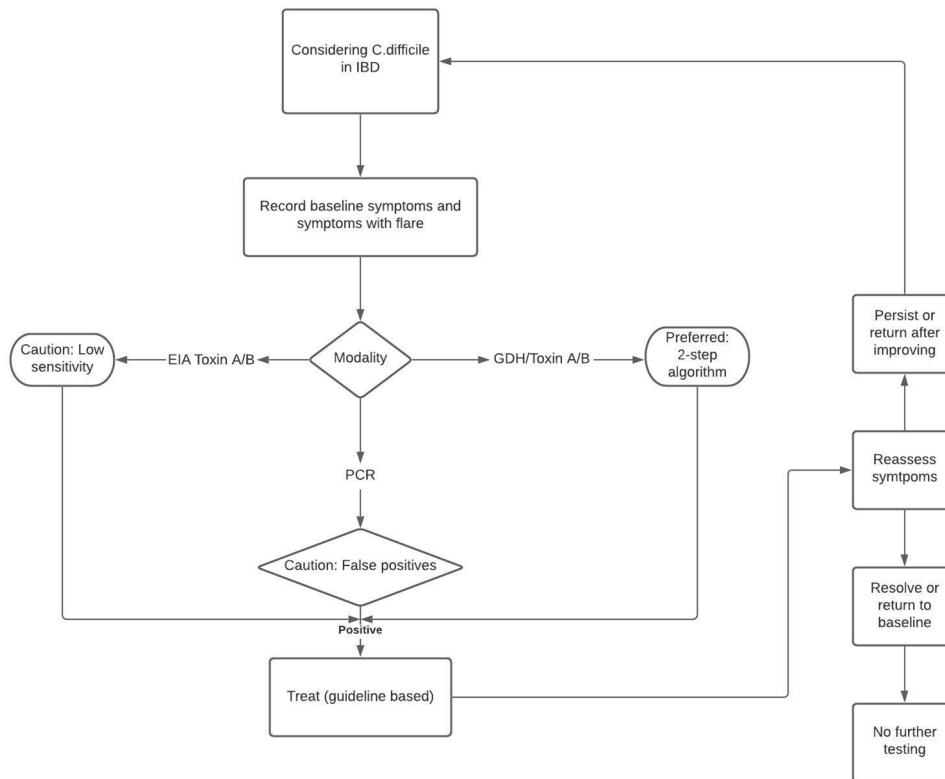 Considering C.difficile
in IBD
Record baseline symptoms and
symptoms with flare
Caution: Low
sensitivity
EIA Toxin A/B
Modality
GDH/Toxin A/B
Preferred:
2-step
algorithm
PCR
Caution: False positives
Positive
Treat (guideline based)
Persist or
return after
improving
Reassess
symtpoms
Resolve or
return to
baseline
No further
testing